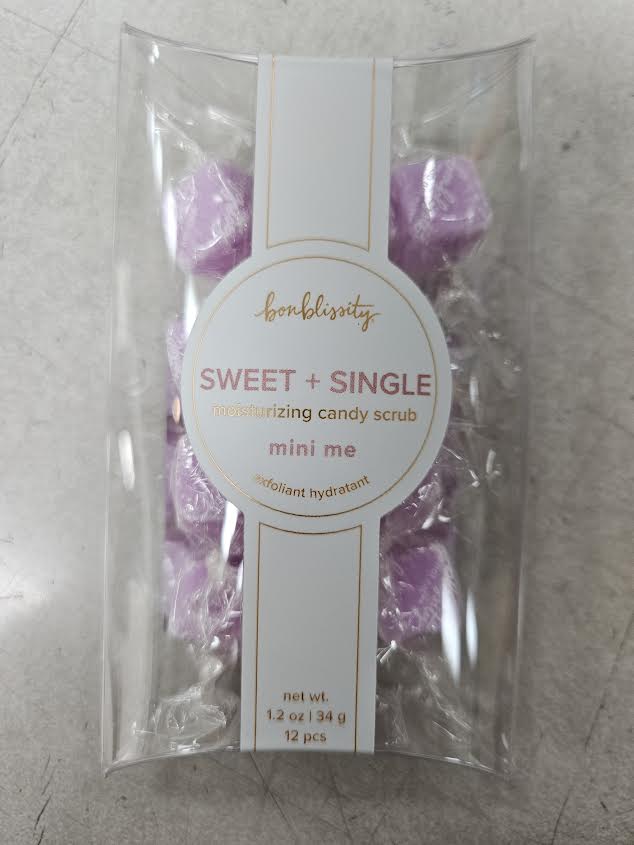 bonblissity
SWEET + SINGLE
moisturizing candy scrub
mini me
exfoliant hydratant
net wt.
1.2 oz | 34 g
12 pcs